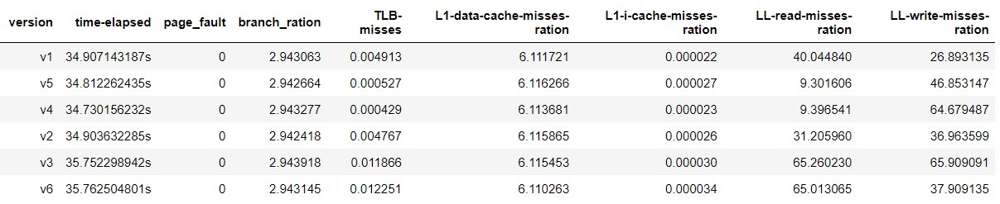 version time-elapsed page_fault branch_ration TLB-misses L1-data-cache-misses-ration L1-i-cache-misses-ration LL-read-misses-ration LL-write-misses-ration
v1 34.907143187s 0 2.943063 0.004913 6.111721 0.000022 40.044840 26.893135
v5 34.812262435s 0 2.942664 0.000527 6.116266 0.000027 9.301606 46.853147
v4 34.730156232s 0 2.943277 0.000429 6.113681 0.000023 9.396541 64.679487
v2 34.903632285s 0 2.942418 0.004767 6.115865 0.000026 31.205960 36.963599
v3 35.752298942s 0 2.943918 0.011866 6.115453 0.000030 65.260230 65.909091
v6 35.762504801s 0 2.943145 0.012251 6.110263 0.000034 65.013065 37.909135